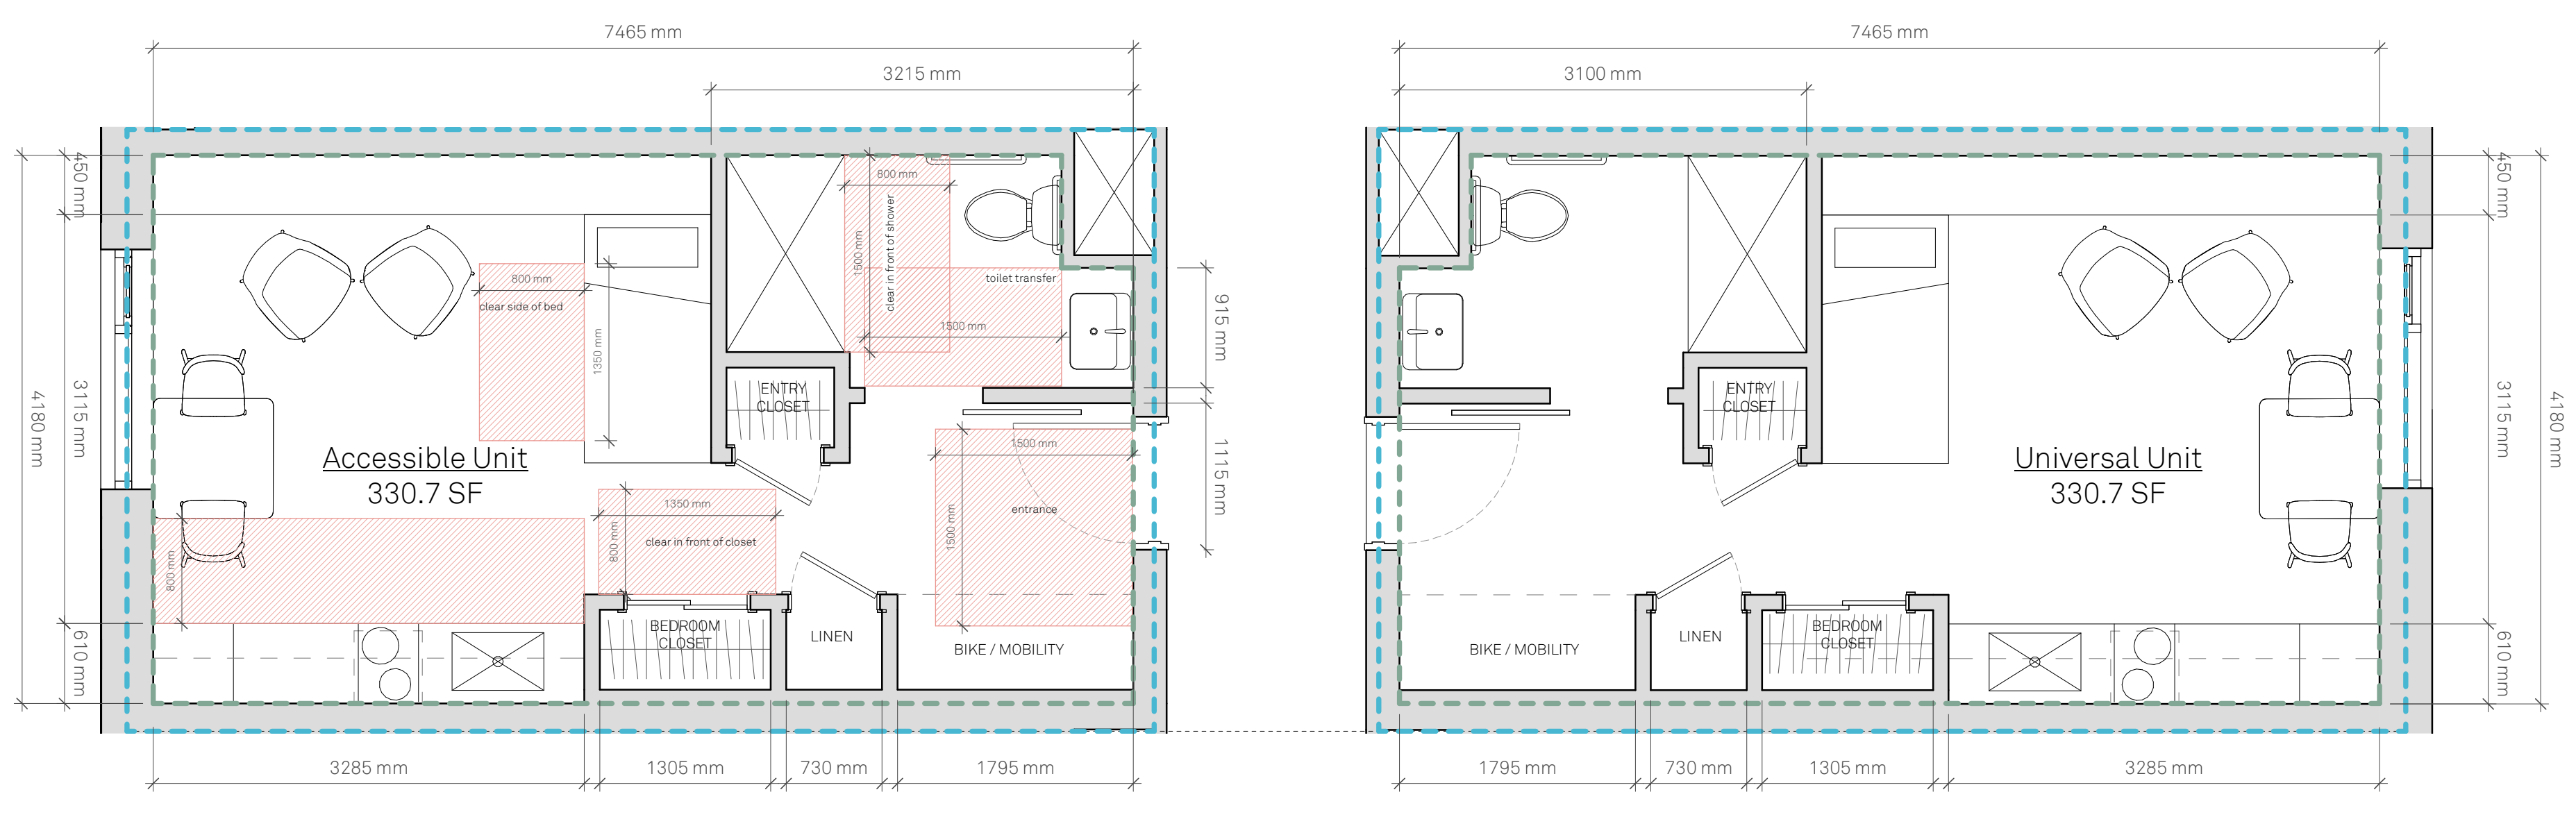 7465 mm
7465 mm
3215 mm
3100 mm
450 mm
3115 mm
4180 mm
610 mm
800 mm
clear side of bed
1350 mm
Accessible Unit
330.7 SF
800 mm
800 mm
1500 mm
clear in front of shower
toilet transfer
1500 mm
ENTRY
CLOSET
1350 mm
800 mm
clear in front of closet
1500 mm
1500 mm
entrance
BEDROOM
CLOSET
LINEN
BIKE / MOBILITY
915 mm
1115 mm
3285 mm
1305 mm
730 mm
1795 mm
ENTRY
CLOSET
Universal Unit
330.7 SF
BIKE / MOBILITY
LINEN
BEDROOM
CLOSET
450 mm
3115 mm
4180 mm
610 mm
1795 mm
730 mm
1305 mm
3285 mm